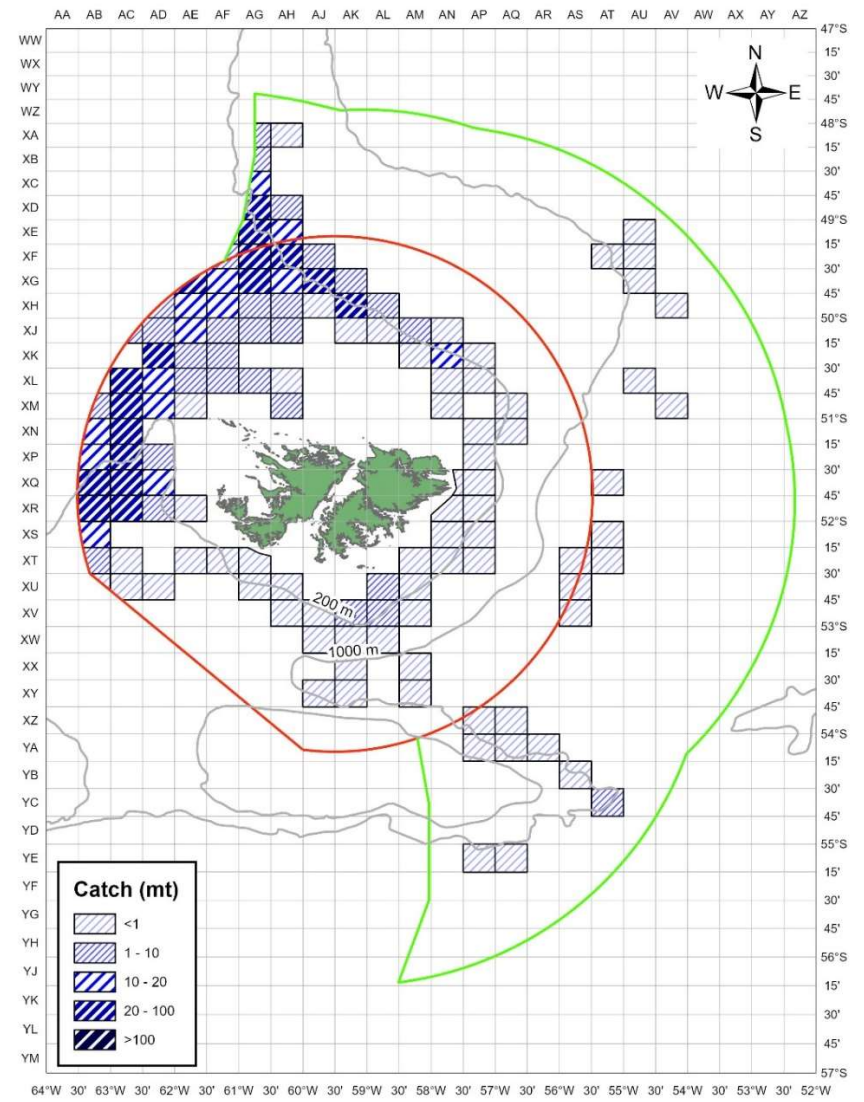 AA AB AC AD AE AF AG AH AJ AK AL AM AN AP AQ AR AS AT AU AV AW AX AY AZ
WW 47°S
WX 15'
WY 30'
WZ 45'
XA 48°S
XB 15'
XC 30'
XD 45'
XE 49°S
XF 15'
XG 30'
XH 45'
XJ 50°S
XK 15'
XL 30'
XM 45'
XN 51°S
XP 15'
XQ 30'
XR 45'
XS 52°S
XT 15'
XU 30'
XV 45'
XW 53°S
XX 15'
XY 30'
XZ 45'
YA 54°S
YB 15'
YC 30'
YD 45'
YE 55°S
YF 15'
YG 30'
YH 45'
YJ 56°S
YK 15'
YL 30'
YM 45'
57°S
N
W E
S
200 m
1000 m
Catch (mt)
<1
1 - 10
10 - 20
20 - 100
>100
64°W 30' 63°W 30' 62°W 30' 61°W 30' 60°W 30' 59°W 30' 58°W 30' 57°W 30' 56°W 30' 55°W 30' 54°W 30' 53°W 30' 52°W